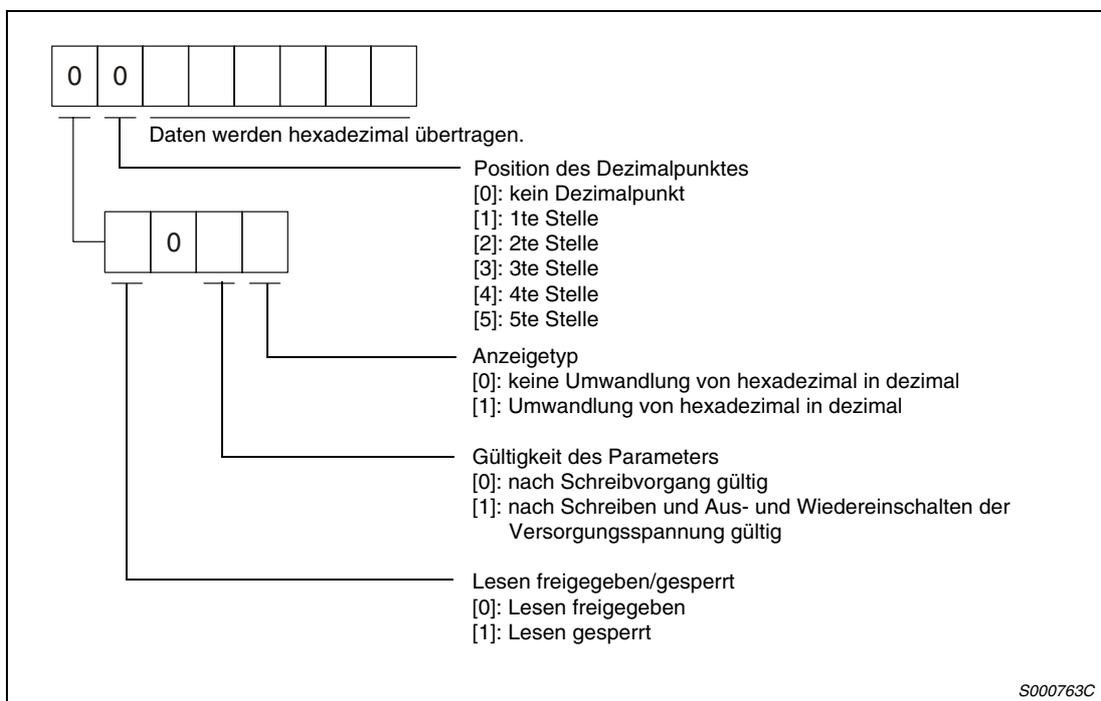 0 0
Daten werden hexadezimal übertragen.
Position des Dezimalpunktes
[0]: kein Dezimalpunkt
[1]: 1te Stelle
[2]: 2te Stelle
[3]: 3te Stelle
[4]: 4te Stelle
[5]: 5te Stelle
0
Anzeigetyp
[0]: keine Umwandlung von hexadezimal in dezimal
[1]: Umwandlung von hexadezimal in dezimal
Gültigkeit des Parameters
[0]: nach Schreibvorgang gültig
[1]: nach Schreiben und Aus- und Wiedereinschalten der
Versorgungsspannung gültig
Lesen freigegeben/gesperrt
[0]: Lesen freigegeben
[1]: Lesen gesperrt
S000763C